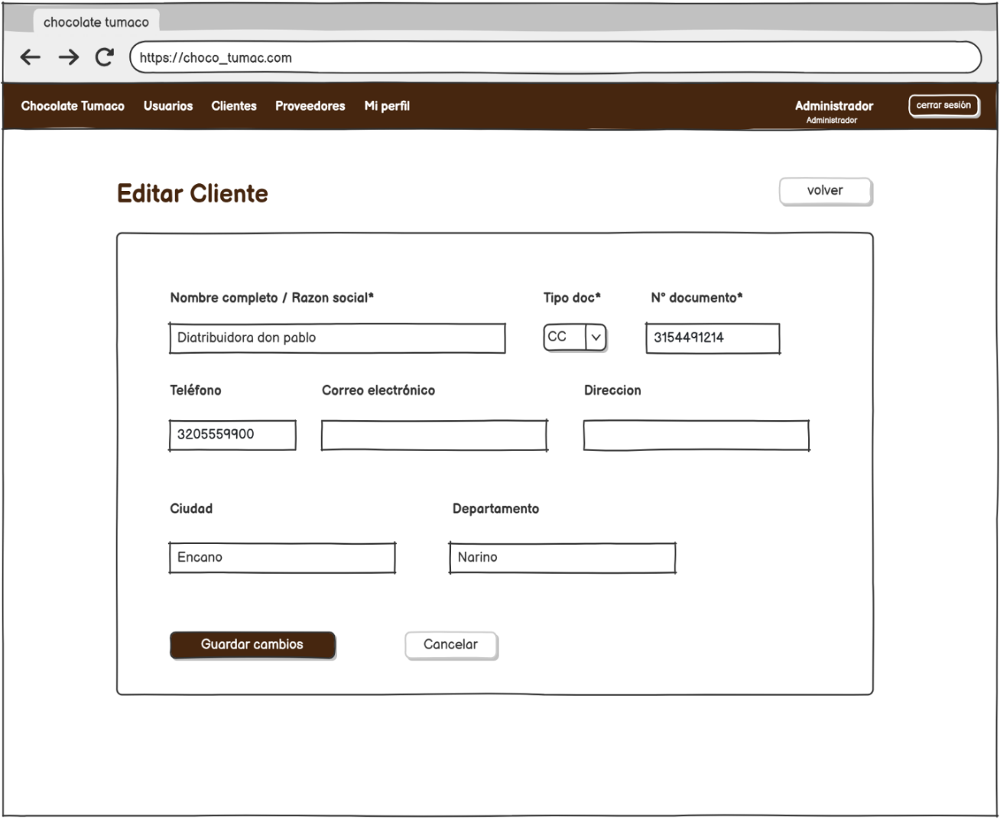 chocolate tumaco
https://choco_tumac.com
Chocolate Tumaco Usuarios Clientes Proveedores Mi perfil Administrador cerrar sesión
Administrador
Editar Cliente volver
Nombre completo / Razon social* Tipo doc* N° documento*
Diatribuidora don pablo CC 3154491214
Teléfono Correo electrónico Direccion
3205559900
Ciudad Departamento
Encano Narino
Guardar cambios Cancelar